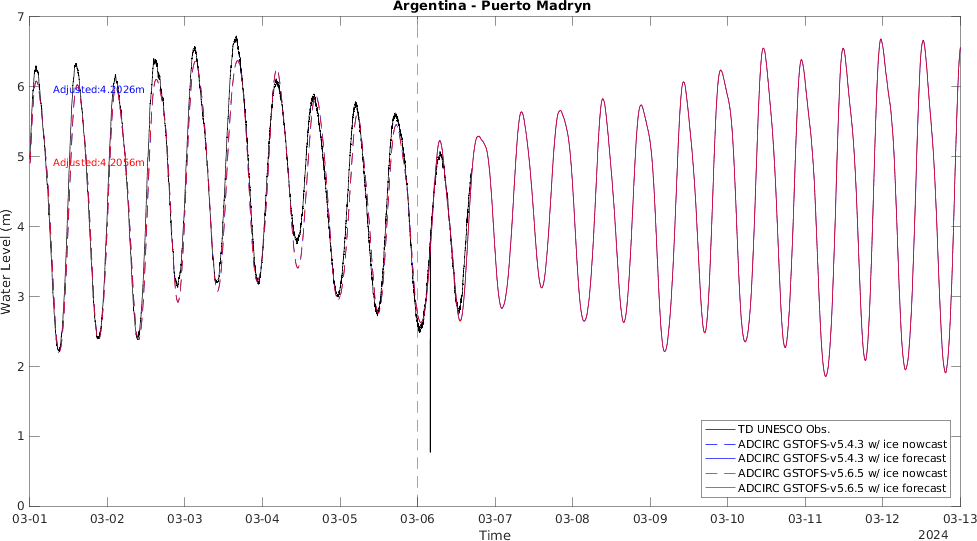 Argentina - Puerto Madryn
7
6
5
4
3
2
1
0
Water Level (m)
Adjusted:4.2026m
Adjusted:4.2056m
TD UNESCO Obs.
ADCIRC GSTOFS-v5.4.3 w/ ice nowcast
ADCIRC GSTOFS-v5.4.3 w/ ice forecast
ADCIRC GSTOFS-v5.6.5 w/ ice nowcast
ADCIRC GSTOFS-v5.6.5 w/ ice forecast
03-01 03-02 03-03 03-04 03-05 03-06 03-07 03-08 03-09 03-10 03-11 03-12 03-13
Time
2024